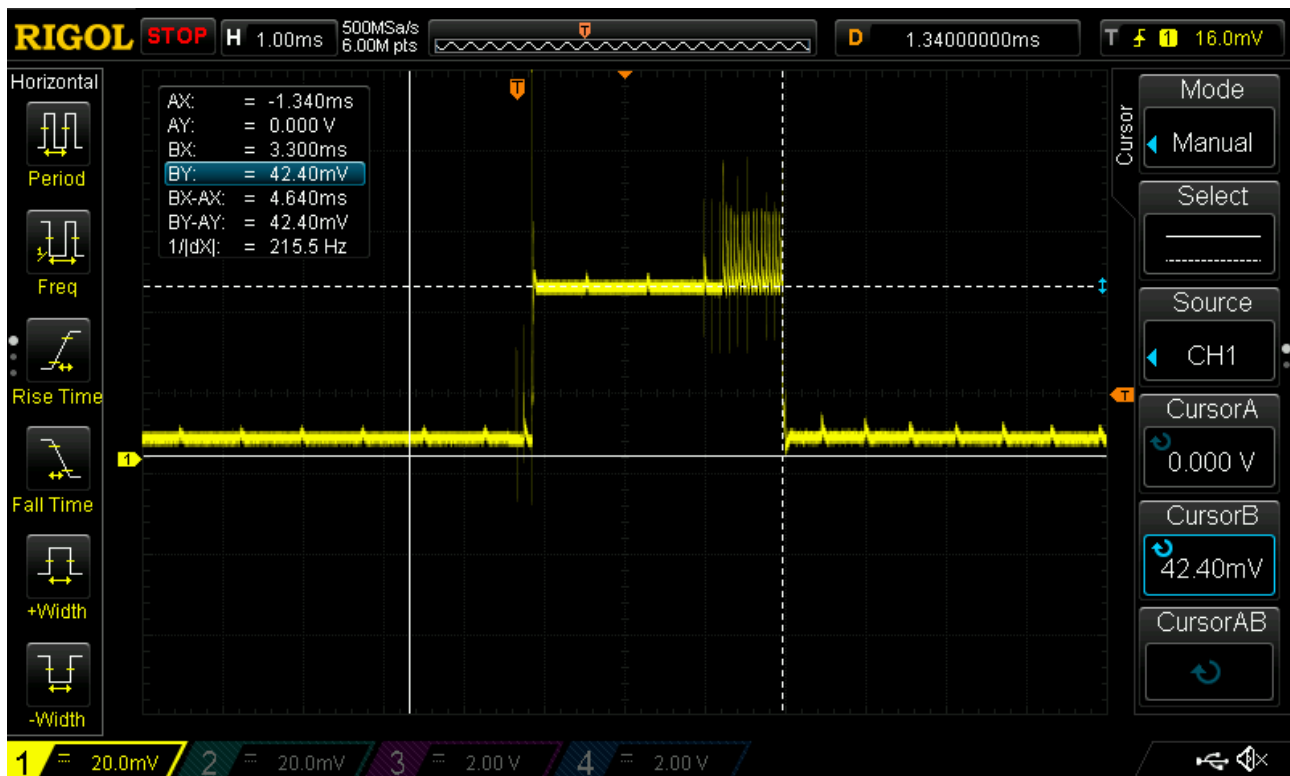 RIGOL STOP H 1.00ms 500MSa/s 6.00M pts T D 1.34000000ms T 1 16.0mV
Horizontal
Period
Freq
Rise Time
Fall Time
+Width
-Width
T
AX: = -1.340ms
AY: = 0.000 V
BX: = 3.300ms
BY: = 42.40mV
BX-AX: = 4.640ms
BY-AY: = 42.40mV
1/|dX|: = 215.5 Hz
1
T
Cursor
Mode
Manual
Select
Source
CH1
CursorA
0.000 V
CursorB
42.40mV
CursorAB
1 = 20.0mV 2 = 20.0mV 3 = 2.00 V 4 = 2.00 V